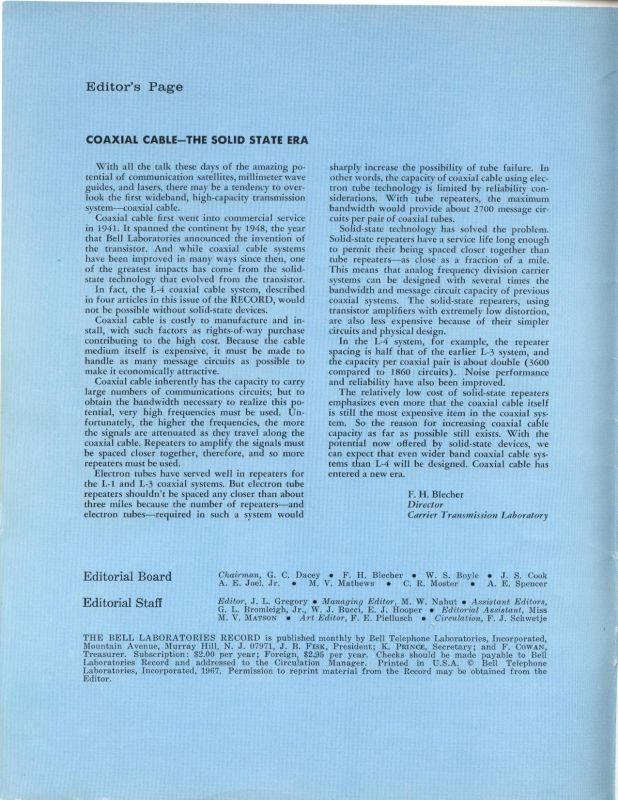 Editor's Page
COAXIAL CABLE—THE SOLID STATE ERA
With all the talk these days of the amazing po-
tential of communication satellites, millimeter wave
guides, and lasers, there may be a tendency to over-
look the first wideband, high-capacity transmission
system—coaxial cable.
Coaxial cable first went into commercial service
in 1941. It spanned the continent by 1948, the year
that Bell Laboratories announced the invention of
the transistor. And while coaxial cable systems
have been improved in many ways since then, one
of the greatest impacts has come from the solid-
state technology that evolved from the transistor.
In fact, the L-4 coaxial cable system, described
in four articles in this issue of the RECORD, would
not be possible without solid-state devices.
Coaxial cable is costly to manufacture and in-
stall, with such factors as rights-of-way purchase
contributing to the high cost. Because the cable
medium itself is expensive, it must be made to
handle as many message circuits as possible to
make it economically attractive.
Coaxial cable inherently has the capacity to carry
large numbers of communications circuits; but to
obtain the bandwidth necessary to realize this po-
tential, very high frequencies must be used. Un-
fortunately, the higher the frequencies, the more
the signals are attenuated as they travel along the
coaxial cable. Repeaters to amplify the signals must
be spaced closer together, therefore, and so more
repeaters must be used.
Electron tubes have served well in repeaters for
the L-1 and L-3 coaxial systems. But electron tube
repeaters shouldn't be spaced any closer than about
three miles because the number of repeaters—and
electron tubes—required in such a system would
sharply increase the possibility of tube failure. In
other words, the capacity of coaxial cable using elec-
tron tube technology is limited by reliability con-
siderations. With tube repeaters, the maximum
bandwidth would provide about 2700 message cir-
cuits per pair of coaxial tubes.
Solid-state technology has solved the problem.
Solid-state repeaters have a service life long enough
to permit their being spaced closer together than
tube repeaters—as close as a fraction of a mile.
This means that analog frequency division carrier
systems can be designed with several times the
bandwidth and message circuit capacity of previous
coaxial systems. The solid-state repeaters, using
transistor amplifiers with extremely low distortion,
are also less expensive because of their simpler
circuits and physical design.
In the L-4 system, for example, the repeater
spacing is half that of the earlier L-3 system, and
the capacity per coaxial pair is about double (3600
compared to 1860 circuits). Noise performance
and reliability have also been improved.
The relatively low cost of solid-state repeaters
emphasizes even more that the coaxial cable itself
is still the most expensive item in the coaxial sys-
tem. So the reason for increasing coaxial cable
capacity as far as possible still exists. With the
potential now offered by solid-state devices, we
can expect that even wider band coaxial cable sys-
tems than L-4 will be designed. Coaxial cable has
entered a new era.
F. H. Blecher
Director
Carrier Transmission Laboratory
Editorial Board Chairman, G. C. Dacey • F. H. Blecher • W. S. Boyle • J. S. Cook
A. E. Joel, Jr. • M. V. Mathews • C. R. Moster • A. E. Spencer
Editorial Staff Editor, J. L. Gregory • Managing Editor, M. W. Nabut • Assistant Editors,
G. L. Bromleigh, Jr., W. J. Bucci, E. J. Hooper • Editorial Assistant, Miss
M. V. MATSON • Art Editor, F. E. Piellusch • Circulation, F. J. Schwetje
THE BELL LABORATORIES RECORD is published monthly by Bell Telephone Laboratories, Incorporated,
Mountain Avenue, Murray Hill, N. J. 07971, J. B. FISK, President; K. PRINCE, Secretary; and F. COWAN,
Treasurer. Subscription: $2.00 per year; Foreign, $2.95 per year. Checks should be made payable to Bell
Laboratories Record and addressed to the Circulation Manager. Printed in U.S.A. © Bell Telephone
Laboratories, Incorporated, 1967. Permission to reprint material from the Record may be obtained from the
Editor.